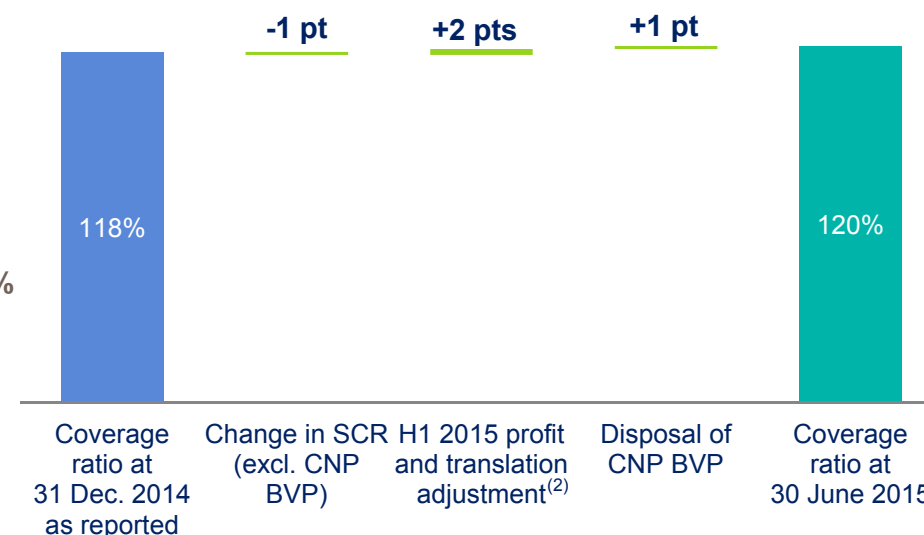 -1 pt
+2 pts
+1 pt
118%
120%
%
Coverage
ratio at
31 Dec. 2014
as reported
Change in SCR
(excl. CNP
BVP)
H1 2015 profit
and translation
adjustment(2)
Disposal of
CNP BVP
Coverage
ratio at
30 June 2015